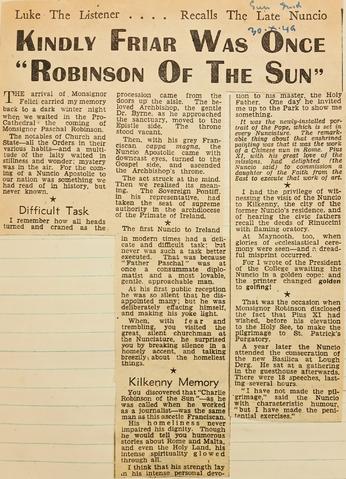 Luke The Listener .... Recalls The Late Nuncio
Sun Ind
30-5-48
KINDLY FRIAR WAS ONCE
"ROBINSON OF THE SUN"
THE arrival of Monsignor
Felici carried my memory
back to a dark winter night
when we waited in the Pro-
Cathedral for the coming of
Monsignor Paschal Robinson.
The notables of Church and
State—all the Orders in their
various habits—and a multi-
tude of the laity waited in
stillness and wonder; mystery
was in the air. For the com-
ing of a Nuncio Apostolic to
our nation was something we
had read of in history, but
never known.
★
Difficult Task
I remember how all heads
turned and craned as the
procession came from the
doors up the aisle. The be-
loved Archbishop, the great
Dr. Byrne, as he approached
the sanctuary, moved to the
Epistle side. The throne
stood vacant.
Then, with his grey Fran-
ciscan cappa magna, the
Nuncio Apostolic came with
downcast eyes, turned to the
Gospel side, and ascended
the Archbishop's throne.
The act struck at the mind.
Then we realised its mean-
ing. The Sovereign Pontiff,
in his representative, had
taken the seat of supreme
authority in the archdiocese
of the Primate of Ireland.
★
The first Nuncio to Ireland
in modern times had a deli-
cate and difficult task; but
never was such a task better
executed. That was because
"Father Paschal" was at
once a consummate diplo-
matist and a most lovable,
gentle, approachable man.
At his first public reception
he was so silent that he dis-
appointed many; but he was
deliberately effacing himself
and making his yoke light.
When, with fear and
trembling, you visited the
great, silent churchman at
the Nunciature, he surprised
you by breaking silence in a
homely accent, and talking
breezily about the homeliest
things.
★
Kilkenny Memory
You discovered that "Charlie
Robinson of the Sun"—as he
was called when he worked
as a journalist—was the same
man as this ascetic Franciscan.
His homeliness never
impaired his dignity. Though
he would tell you humorous
stories about Rome and Malta,
and even the Holy Land, his
intense spirituality glowed
through all.
I think that his strength lay
in his intense personal devo-
tion to his master, the Holy
Father. One day he invited
me up to the Park to show me
something.
It was the newly-installed por-
trait of the Pope, which is set in
every Nunciature. The remark-
able thing about that enshrined
painting was that it was the work
of a Chinese nun in Rome. Pius
XI, with his great love of the
missions, had delighted (the
Nuncio said) to commission a
daughter of the Faith from the
East to execute that work of art.
★
I had the privilege of wit-
nessing the visit of the Nuncio
to Kilkenny, the city of the
former Nuncio's residence, and
of hearing the civic fathers
recall the deeds of Rinuccini
with flaming oratory.
At Maynooth, too, when
glories of ecclesiastical cere-
mony were seen—and a dread-
ful misprint occurred.
For I wrote of the President
of the College awaiting the
Nuncio in a golden cope; and
the printer changed golden
to golfing!
★
That was the occasion when
Monsignor Robinson disclosed
the fact that Pius XI had
wished, before his elevation
to the Holy See, to make the
pilgrimage to St. Patrick's
Purgatory.
A year later the Nuncio
attended the consecration of
the new Basilica at Lough
Derg. He sat at a gathering
in the guesthouse afterwards.
There were 18 speeches, last-
ing several hours.
"I have not made the pil-
grimage," said the Nuncio
with characteristic humour,
"but I have made the peni-
tential exercises."